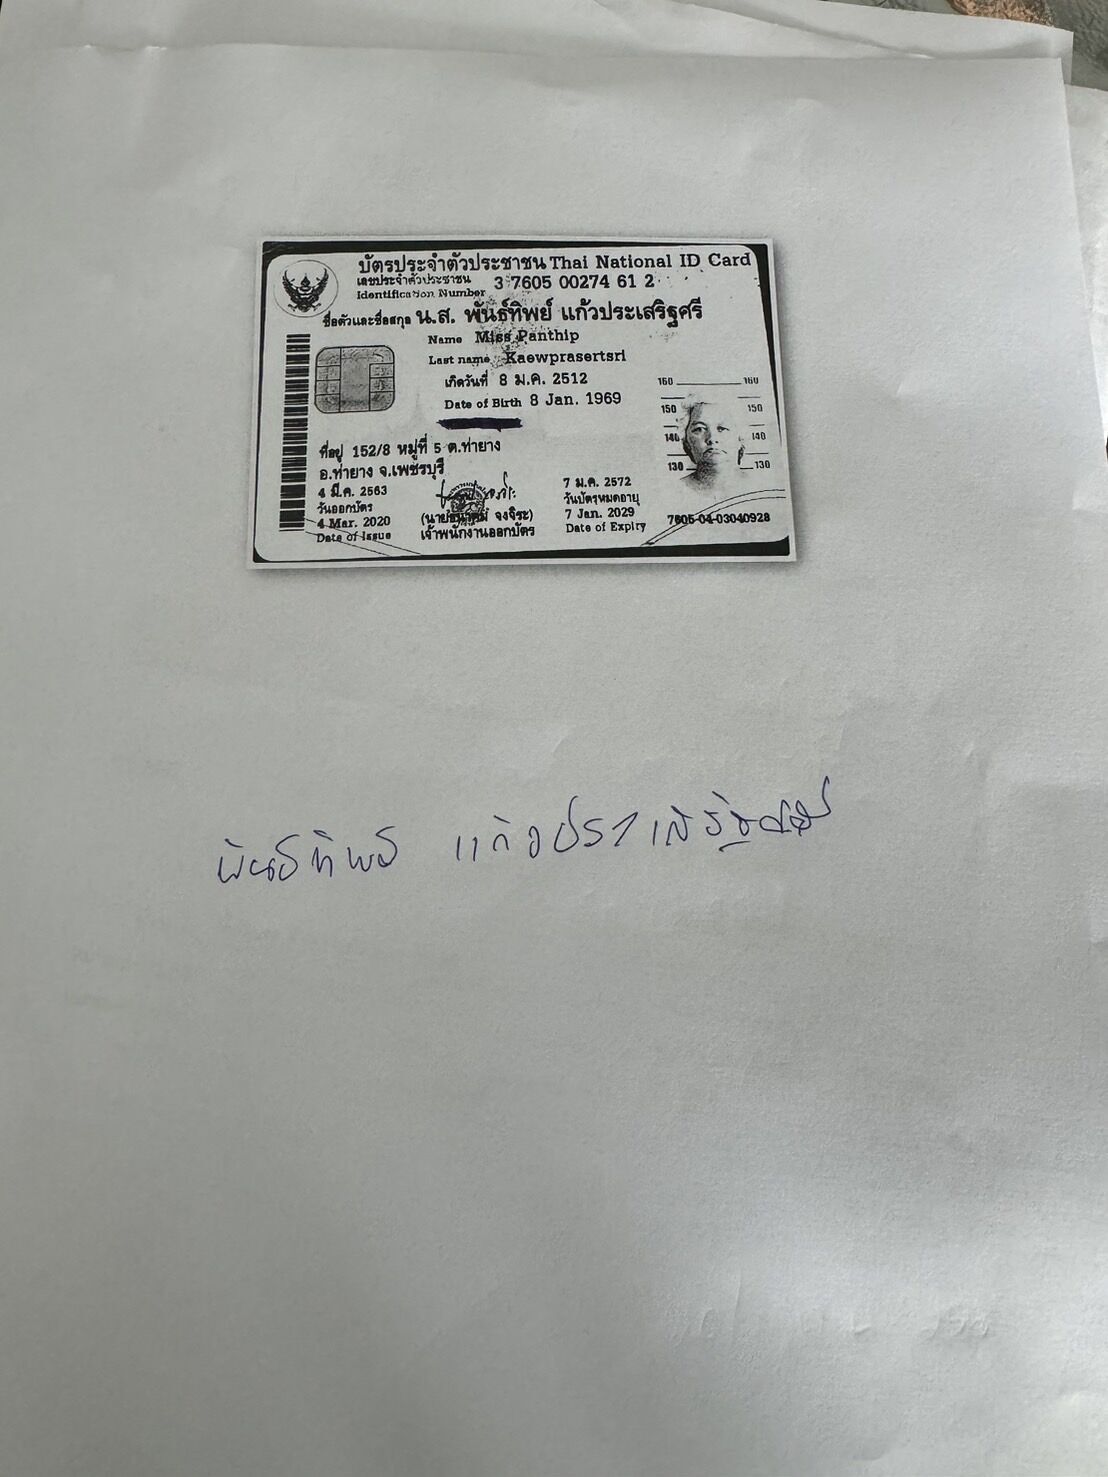 บัตรประจำตัวประชาชน Thai National ID Card
เลขประจำตัวประชาชน
Identification Number 3 7605 00274 61 2
ชื่อตัวและชื่อสกุล น.ส. พันธ์ทิพย์ แก้วประเสริฐศรี
Name Miss Panthip
Last name Kaewprasertsri
เกิดวันที่ 8 ม.ค. 2512
Date of Birth 8 Jan. 1969
ที่อยู่ 152/8 หมู่ที่ 5 ต.ท่ายาง
อ.ท่ายาง จ.เพชรบุรี
4 มี.ค. 2563
วันออกบัตร
4 Mar. 2020
Date of Issue
เจ้าพนักงานออกบัตร
7 ม.ค. 2572
วันบัตรหมดอายุ
7 Jan. 2029
Date of Expiry
160 160
150 150
140 140
130 130
7605-04-03040928
พันธ์ทิพย์ แก้วประเสริฐศรี